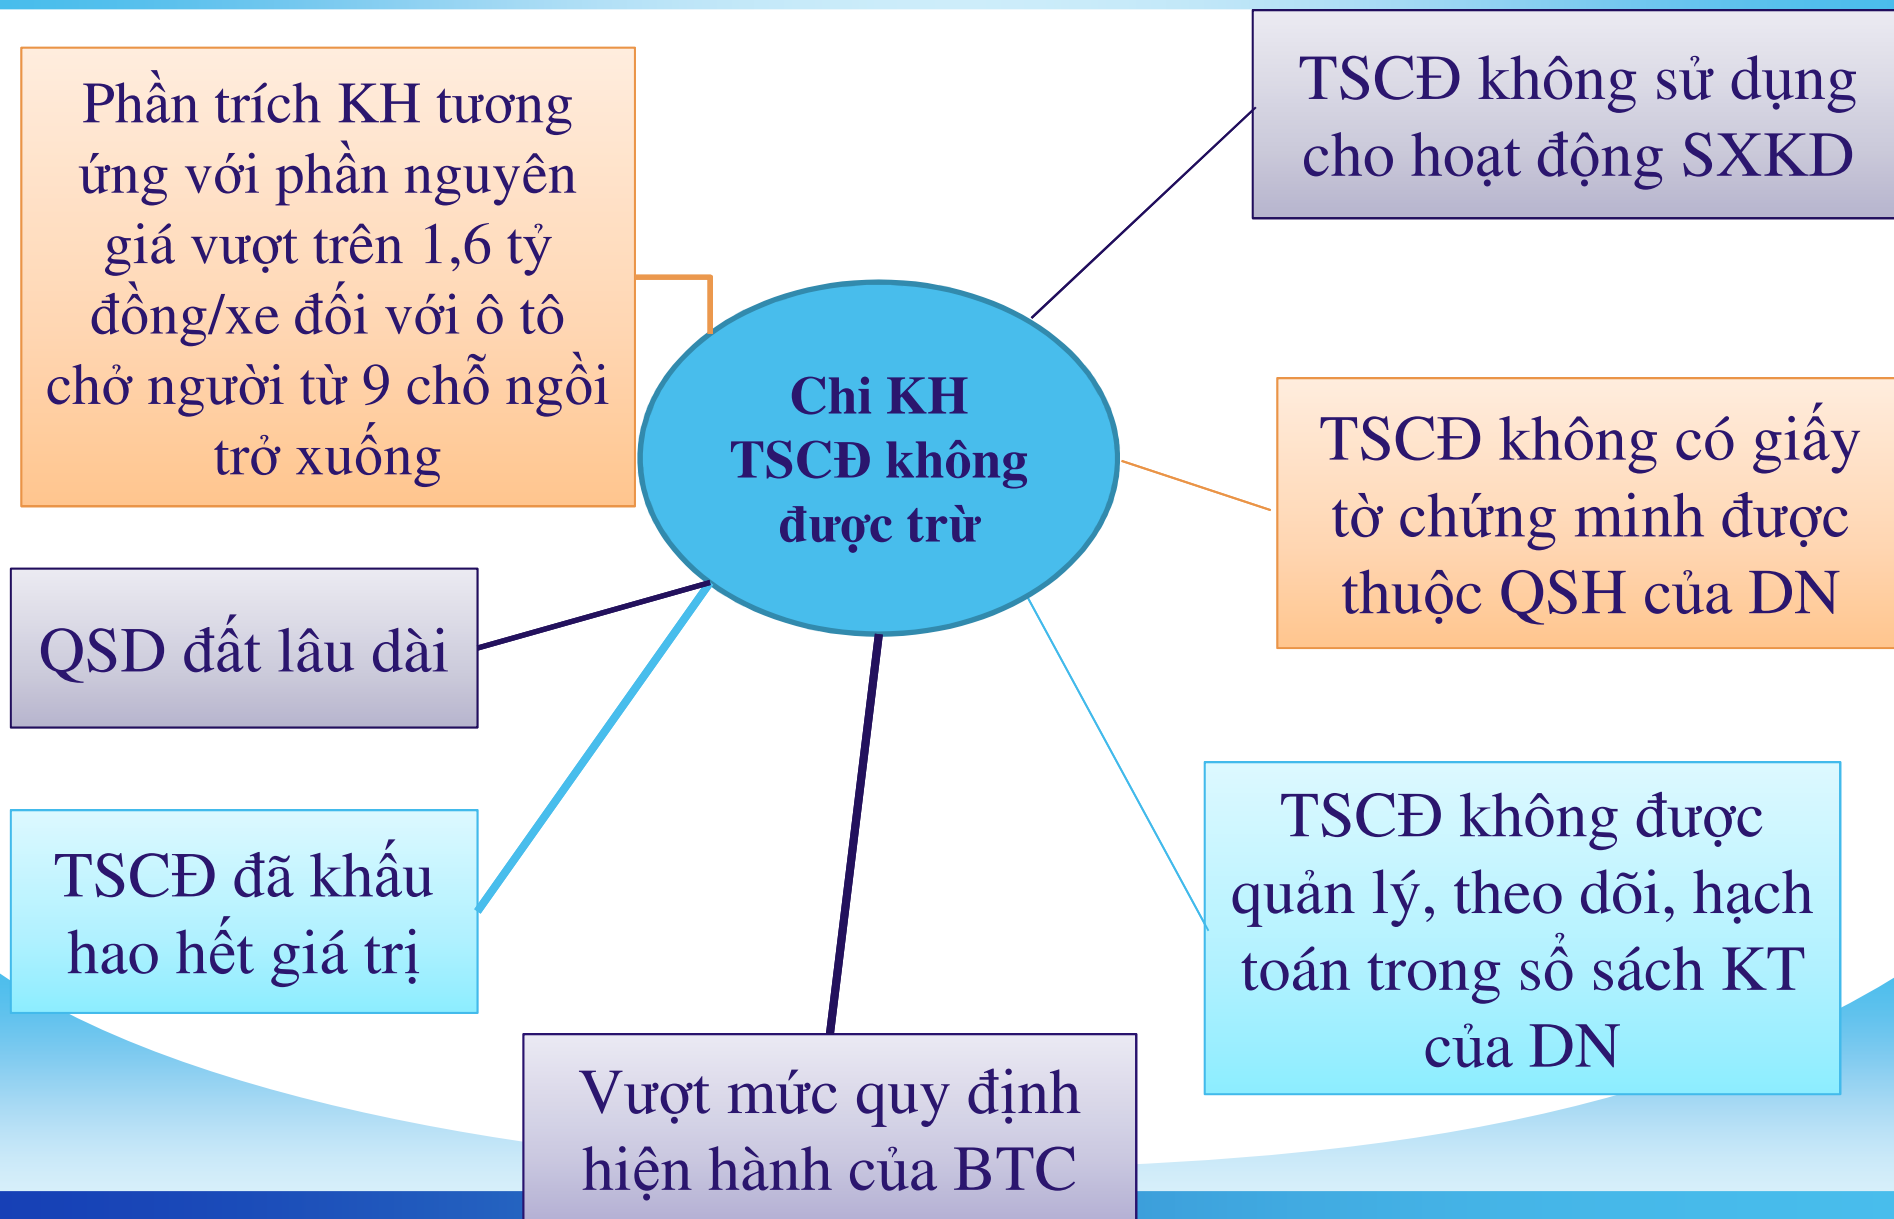 Phần trích KH tương
ứng với phần nguyên
giá vượt trên 1,6 tỷ
đồng/xe đối với ô tô
chở người từ 9 chỗ ngồi
trở xuống
TSCĐ không sử dụng
cho hoạt động SXKD
Chi KH
TSCĐ không
được trừ
TSCĐ không có giấy
tờ chứng minh được
thuộc QSH của DN
QSD đất lâu dài
TSCĐ đã khấu
hao hết giá trị
TSCĐ không được
quản lý, theo dõi, hạch
toán trong sổ sách KT
của DN
Vượt mức quy định
hiện hành của BTC